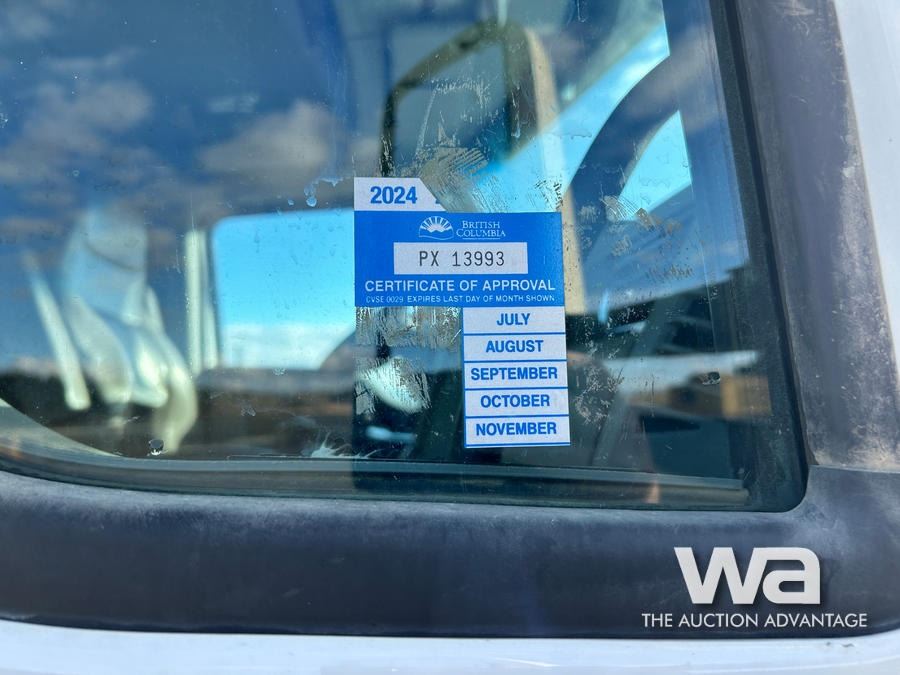 2024
BRITISH
COLUMBIA
PX 13993
CERTIFICATE OF APPROVAL
CVSE 0029 EXPIRES LAST DAY OF MONTH SHOWN
JULY
AUGUST
SEPTEMBER
OCTOBER
NOVEMBER
wa
THE AUCTION ADVANTAGE